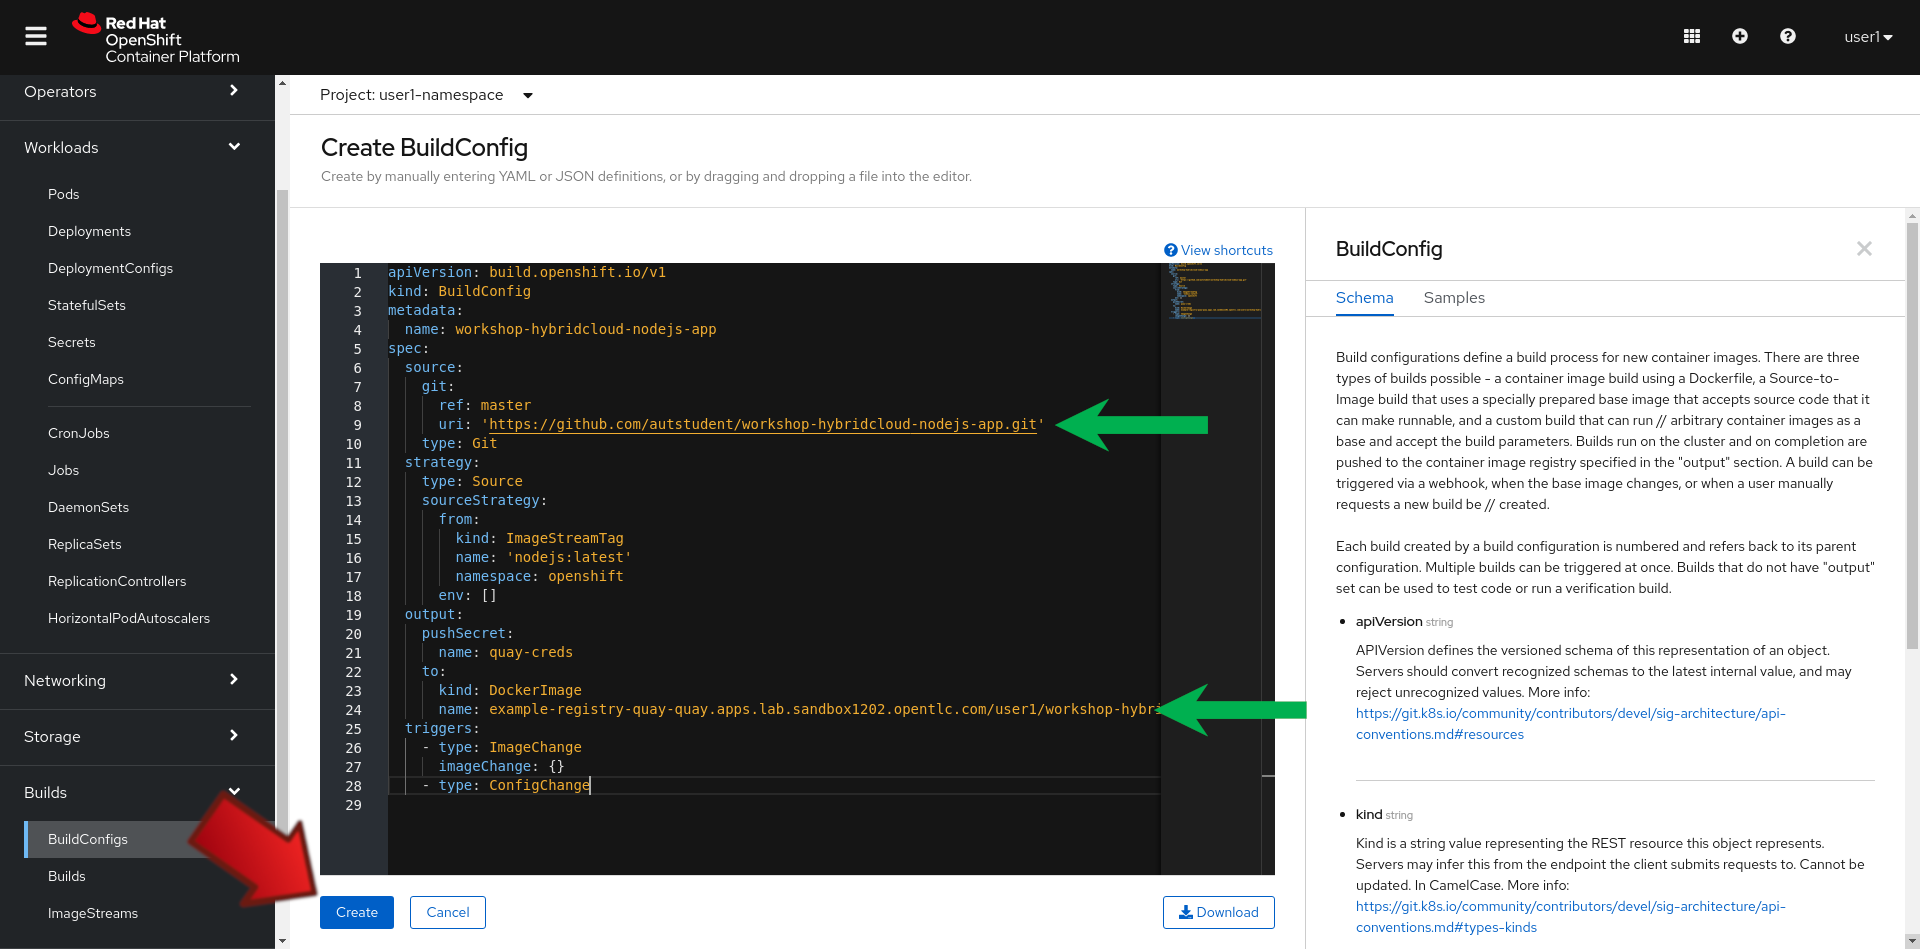 Red Hat
OpenShift
Container Platform
user1
Operators
Workloads
Pods
Deployments
DeploymentConfigs
StatefulSets
Secrets
ConfigMaps
CronJobs
Jobs
DaemonSets
ReplicaSets
ReplicationControllers
HorizontalPodAutoscalers
Networking
Storage
Builds
BuildConfigs
Builds
ImageStreams
Project: user1-namespace
Create BuildConfig
Create by manually entering YAML or JSON definitions, or by dragging and dropping a file into the editor.
View shortcuts
1 apiVersion: build.openshift.io/v1
2 kind: BuildConfig
3 metadata:
4 name: workshop-hybridcloud-nodejs-app
5 spec:
6 source:
7 git:
8 ref: master
9 uri: 'https://github.com/autstudent/workshop-hybridcloud-nodejs-app.git'
10 type: Git
11 strategy:
12 type: Source
13 sourceStrategy:
14 from:
15 kind: ImageStreamTag
16 name: 'nodejs:latest'
17 namespace: openshift
18 env: []
19 output:
20 pushSecret:
21 name: quay-creds
22 to:
23 kind: DockerImage
24 name: example-registry-quay-quay.apps.lab.sandbox1202.opentlc.com/user1/workshop-hybri
25 triggers:
26 - type: ImageChange
27 imageChange: {}
28 - type: ConfigChange
29
Create
Cancel
Download
BuildConfig
Schema
Samples
Build configurations define a build process for new container images. There are three
types of builds possible - a container image build using a Dockerfile, a Source-to-
Image build that uses a specially prepared base image that accepts source code that it
can make runnable, and a custom build that can run // arbitrary container images as a
base and accept the build parameters. Builds run on the cluster and on completion are
pushed to the container image registry specified in the "output" section. A build can be
triggered via a webhook, when the base image changes, or when a user manually
requests a new build be // created.
Each build created by a build configuration is numbered and refers back to its parent
configuration. Multiple builds can be triggered at once. Builds that do not have "output"
set can be used to test code or run a verification build.
apiVersion string
APIVersion defines the versioned schema of this representation of an object.
Servers should convert recognized schemas to the latest internal value, and may
reject unrecognized values. More info:
https://git.k8s.io/community/contributors/devel/sig-architecture/api-
conventions.md#resources
kind string
Kind is a string value representing the REST resource this object represents.
Servers may infer this from the endpoint the client submits requests to. Cannot be
updated. In CamelCase. More info:
https://git.k8s.io/community/contributors/devel/sig-architecture/api-
conventions.md#types-kinds